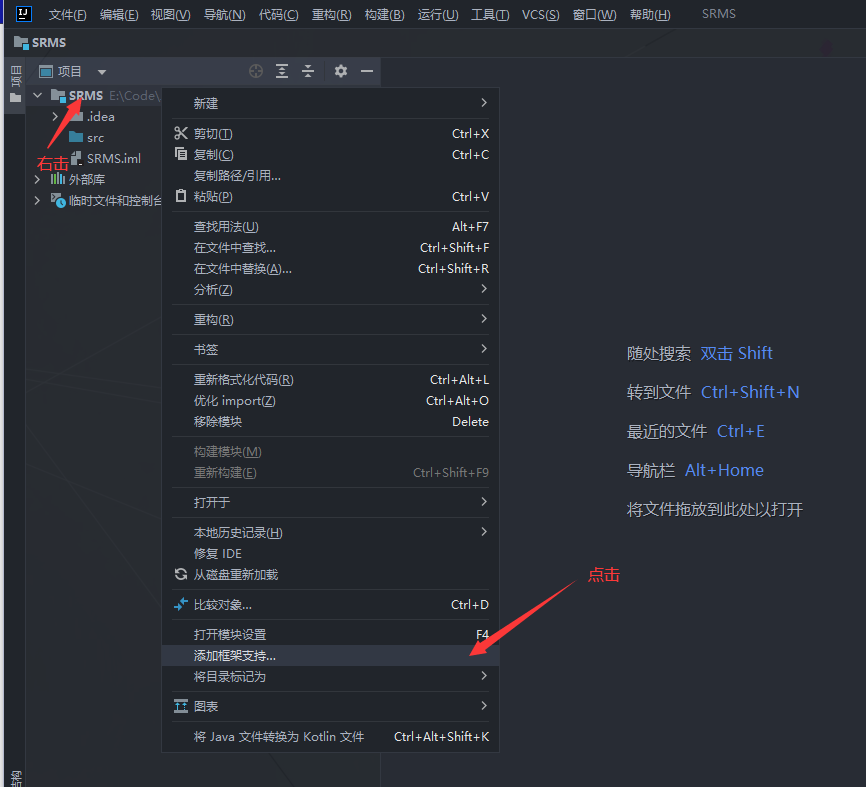 文件(F) 编辑(E) 视图(V) 导航(N) 代码(C) 重构(R) 构建(B) 运行(U) 工具(T) VCS(S) 窗口(W) 帮助(H) SRMS
SRMS
项目
项目
SRMS E:\Code\
.idea
src
右击
SRMS.iml
外部库
临时文件和控制台
新建
剪切(T) Ctrl+X
复制(C) Ctrl+C
复制路径/引用...
粘贴(P) Ctrl+V
查找用法(U) Alt+F7
在文件中查找... Ctrl+Shift+F
在文件中替换(A)... Ctrl+Shift+R
分析(Z)
重构(R)
书签
重新格式化代码(R) Ctrl+Alt+L
优化 import(Z) Ctrl+Alt+O
移除模块 Delete
构建模块(M)
重新构建(E) Ctrl+Shift+F9
打开于
本地历史记录(H)
修复 IDE
从磁盘重新加载
比较对象... Ctrl+D
打开模块设置 F4
添加框架支持...
将目录标记为
图表
将 Java 文件转换为 Kotlin 文件 Ctrl+Alt+Shift+K
随处搜索 双击 Shift
转到文件 Ctrl+Shift+N
最近的文件 Ctrl+E
导航栏 Alt+Home
将文件拖放到此处以打开
点击
结构